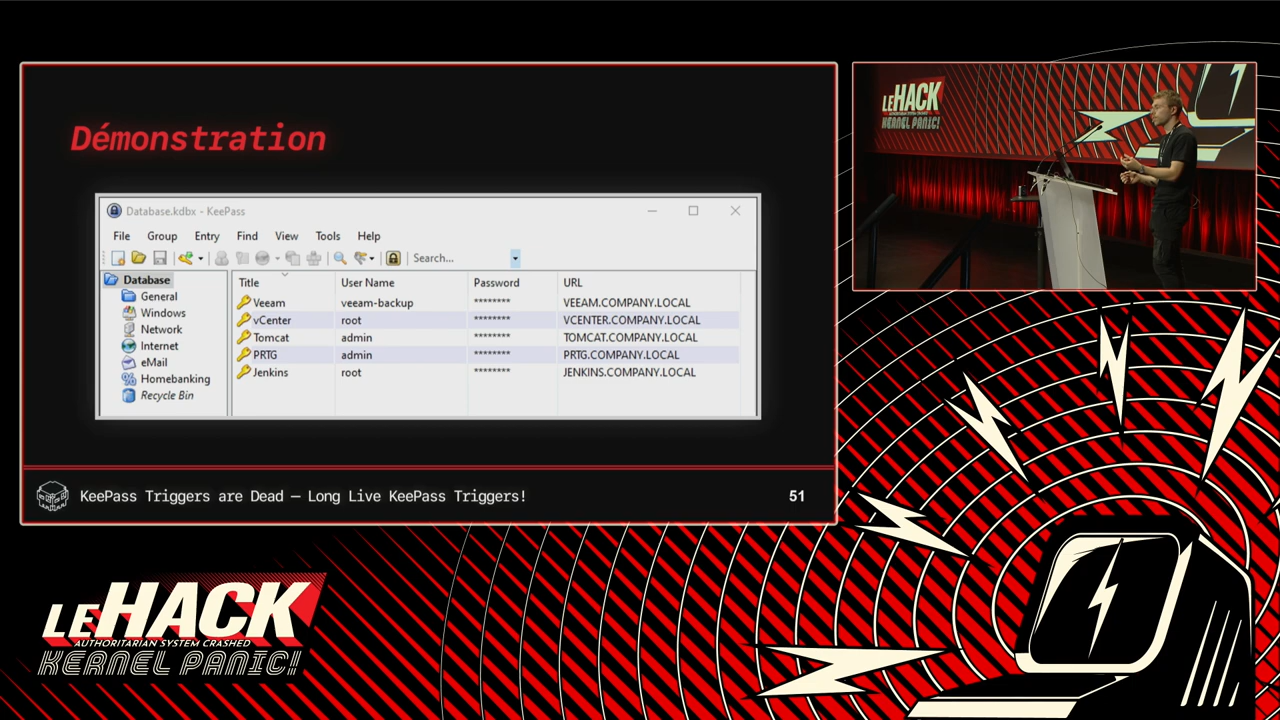 Démonstration
Database.kdbx - KeePass
File Group Entry Find View Tools Help
Search...
Database
General
Windows
Network
Internet
eMail
Homebanking
Recycle Bin
Title User Name Password URL
Veeam veeam-backup ******** VEEAM.COMPANY.LOCAL
vCenter root ******** VCENTER.COMPANY.LOCAL
Tomcat admin ******** TOMCAT.COMPANY.LOCAL
PRTG admin ******** PRTG.COMPANY.LOCAL
Jenkins root ******** JENKINS.COMPANY.LOCAL
KeePass Triggers are Dead — Long Live KeePass Triggers!
51
LEHACK
KERNEL PANIC!
LEHACK
AUTHORITARIAN SYSTEM CRASHED
KERNEL PANIC!